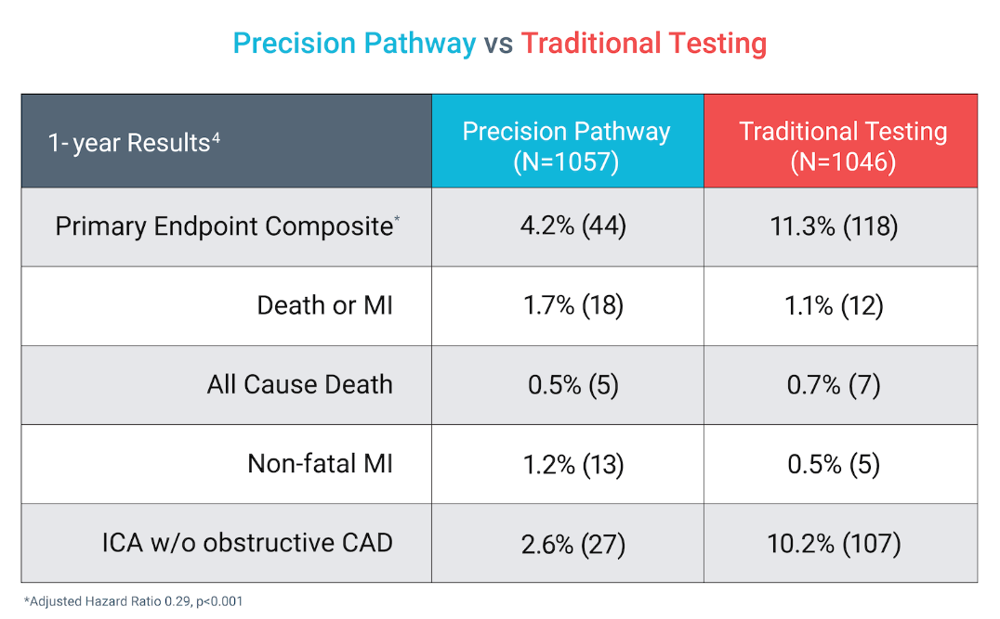 Precision Pathway vs Traditional Testing
1- year Results4
Precision Pathway
(N=1057)
Traditional Testing
(N=1046)
Primary Endpoint Composite* 4.2% (44) 11.3% (118)
Death or MI 1.7% (18) 1.1% (12)
All Cause Death 0.5% (5) 0.7% (7)
Non-fatal MI 1.2% (13) 0.5% (5)
ICA w/o obstructive CAD 2.6% (27) 10.2% (107)
*Adjusted Hazard Ratio 0.29, p<0.001